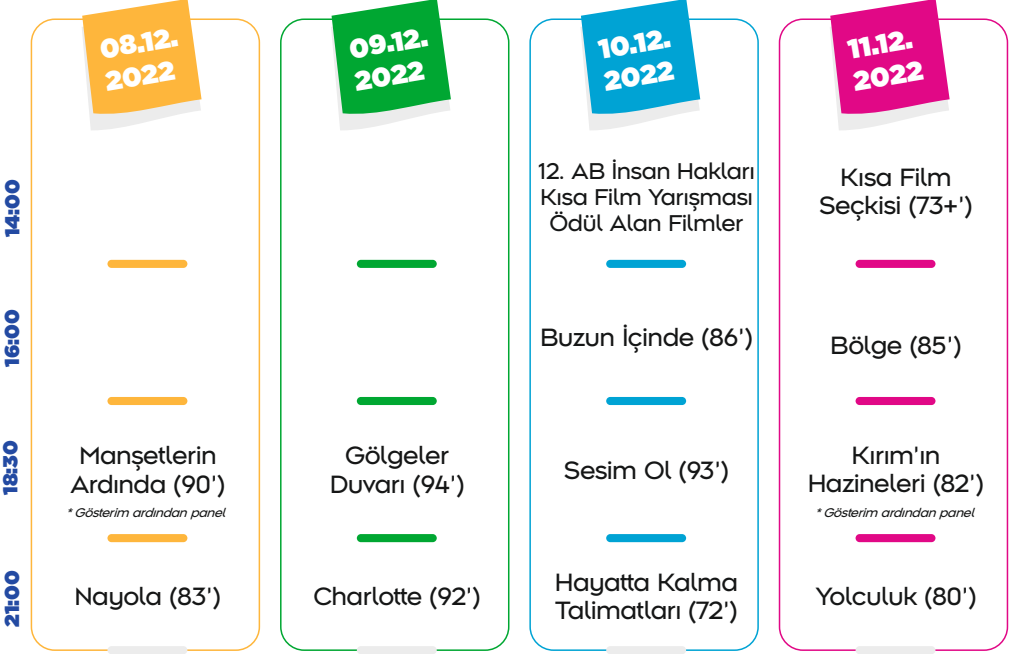 08.12.
2022
09.12.
2022
10.12.
2022
11.12.
2022
14:00
12. AB İnsan Hakları
Kısa Film Yarışması
Ödül Alan Filmler
Kısa Film
Seçkisi (73+')
16:00
Buzun İçinde (86')
Bölge (85')
18:30
Manşetlerin
Ardında (90')
* Gösterim ardından panel
Gölgeler
Duvarı (94')
Sesim Ol (93')
Kırım'ın
Hazineleri (82')
* Gösterim ardından panel
21:00
Nayola (83')
Charlotte (92')
Hayatta Kalma
Talimatları (72')
Yolculuk (80')